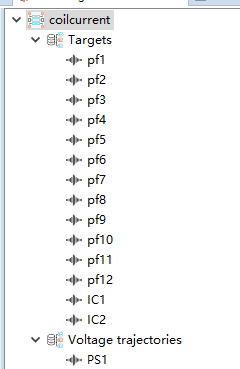 coilcurrent
Targets
pf1
pf2
pf3
pf4
pf5
pf6
pf7
pf8
pf9
pf10
pf11
pf12
IC1
IC2
Voltage trajectories
PS1